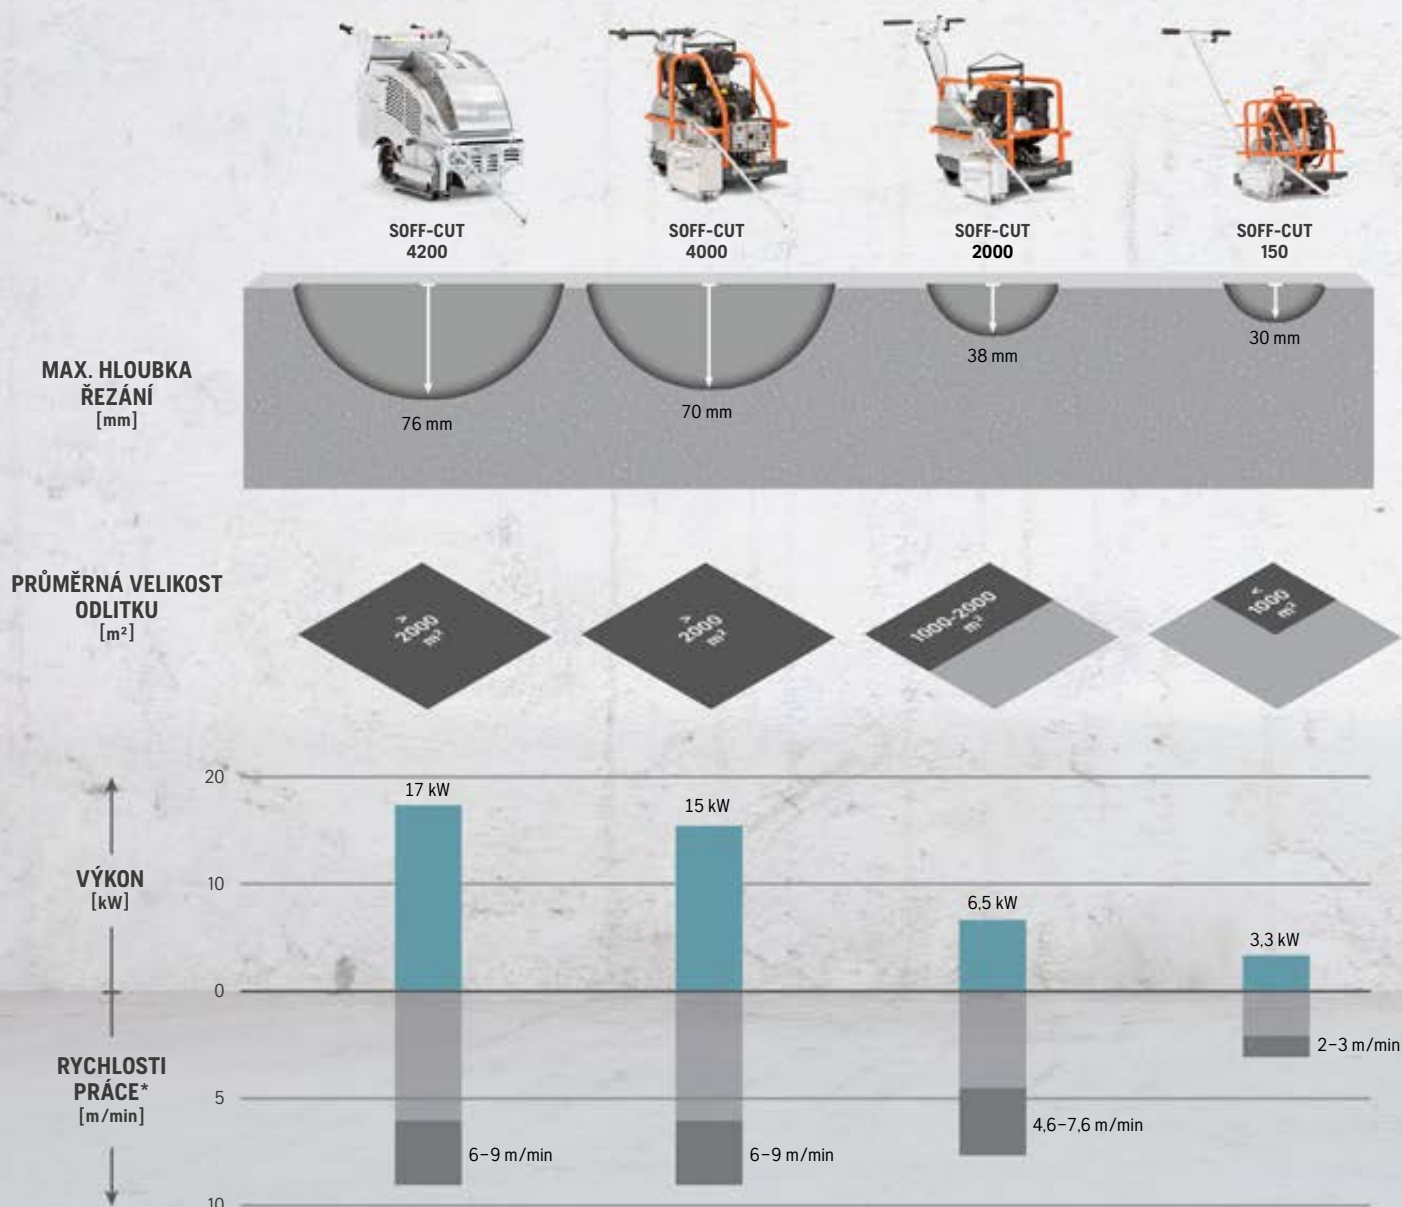 SOFF-CUT
4200
SOFF-CUT
4000
SOFF-CUT
2000
SOFF-CUT
150
MAX. HLOUBKA
ŘEZÁNÍ
[mm]
76 mm
70 mm
38 mm
30 mm
PRŮMĚRNÁ VELIKOST
ODLITKU
[m²]
>
2000
m²
>
2000
m²
1000-2000
m²
<
1000
m²
20
10
0
5
10
VÝKON
[kW]
17 kW
15 kW
6,5 kW
3,3 kW
RYCHLOSTI
PRÁCE*
[m/min]
6–9 m/min
6–9 m/min
4,6–7,6 m/min
2–3 m/min